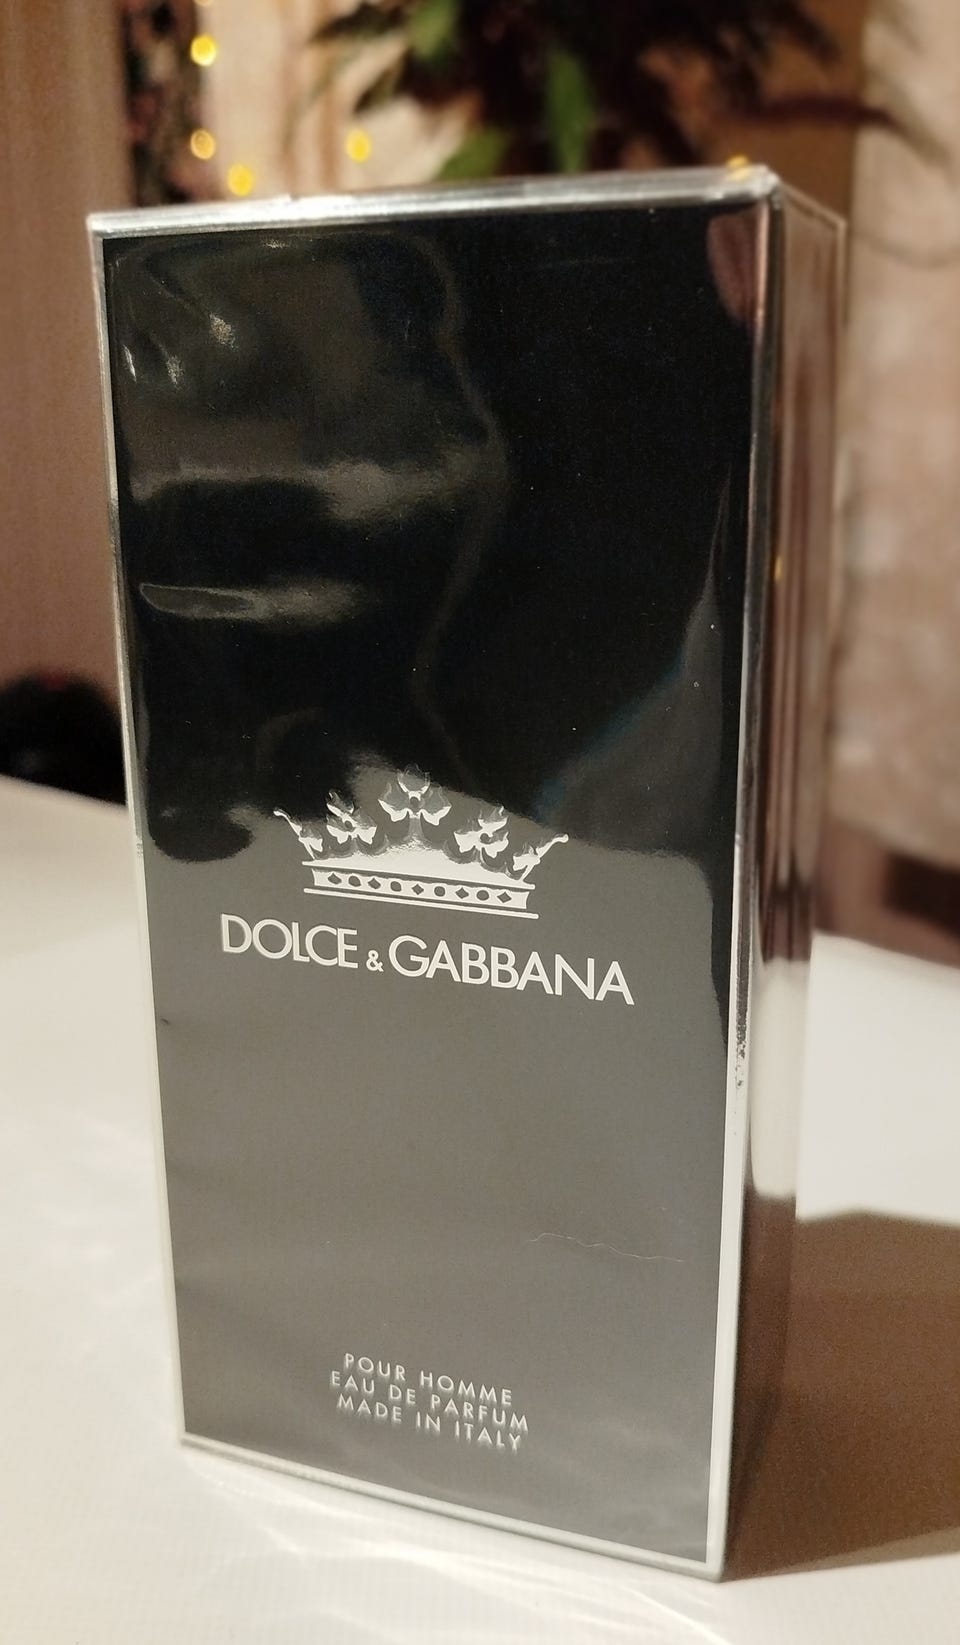 DOLCE & GABBANA
POUR HOMME
EAU DE PARFUM
MADE IN ITALY